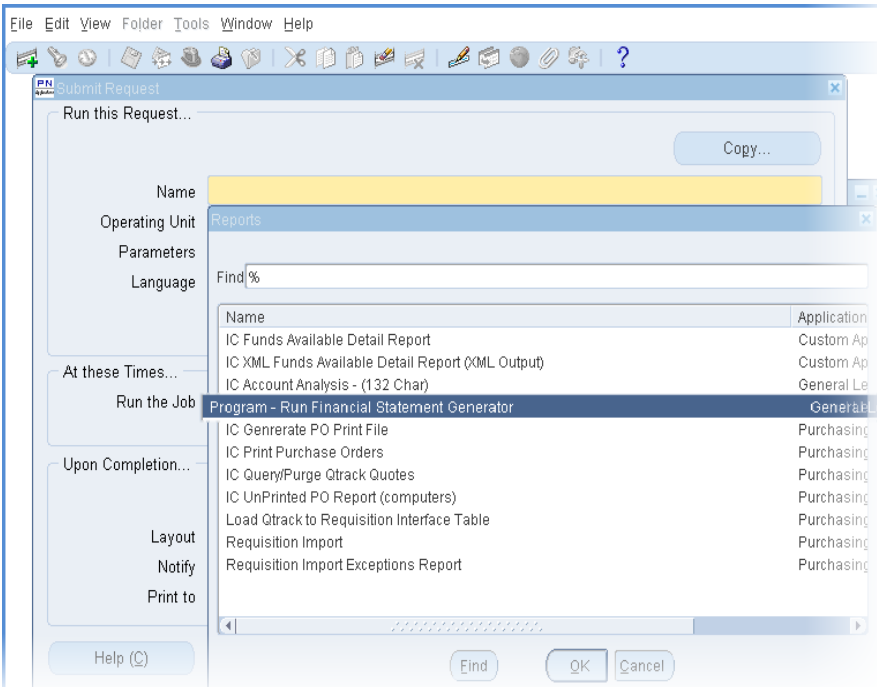 File Edit View Folder Tools Window Help
PN
Submit Request
Run this Request...
Copy...
Name
Operating Unit
Parameters
Language
Reports
Find %
Name Application
IC Funds Available Detail Report Custom Ap
IC XML Funds Available Detail Report (XML Output) Custom Ap
IC Account Analysis - (132 Char) General Le
Program - Run Financial Statement Generator General L
IC Genrerate PO Print File Purchasing
IC Print Purchase Orders Purchasing
IC Query/Purge Qtrack Quotes Purchasing
IC UnPrinted PO Report (computers) Purchasing
Load Qtrack to Requisition Interface Table Purchasing
Requisition Import Purchasing
Requisition Import Exceptions Report Purchasing
At these Times...
Run the Job
Upon Completion...
Layout
Notify
Print to
Help (C)
Find OK Cancel